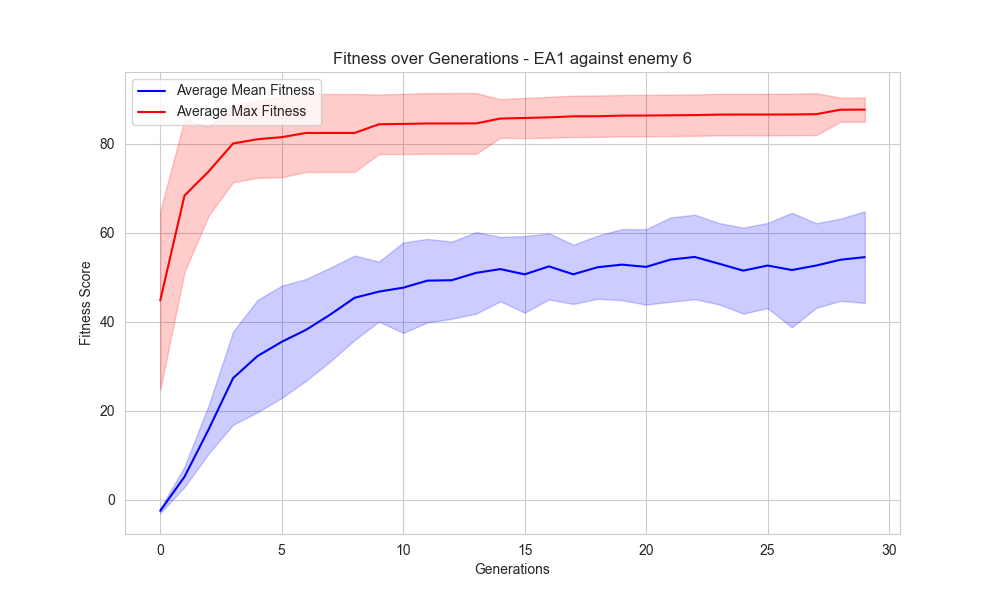 Fitness over Generations - EA1 against enemy 6
Average Mean Fitness
Average Max Fitness
Fitness Score
80
60
40
20
0
0 5 10 15 20 25 30
Generations